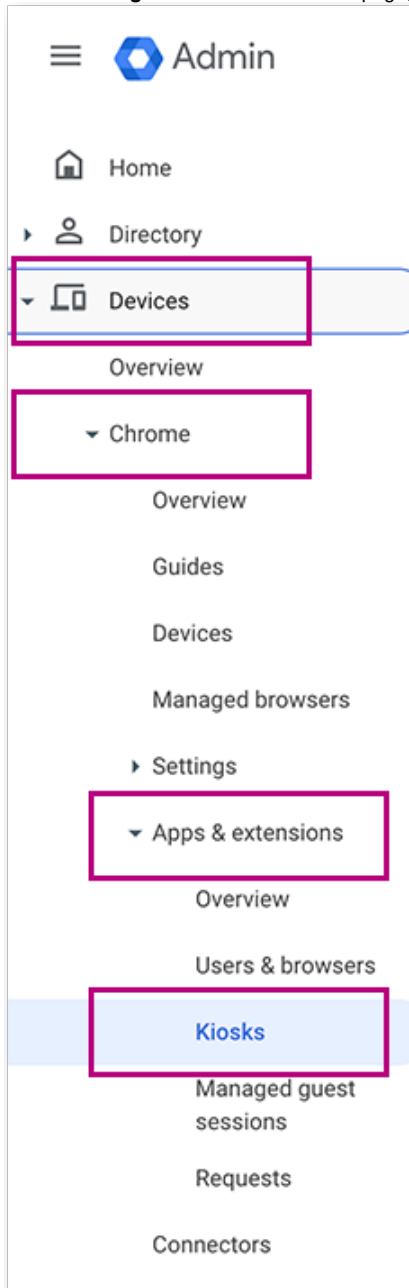 Admin
Home
Directory
Devices
Overview
Chrome
Overview
Guides
Devices
Managed browsers
Settings
Apps & extensions
Overview
Users & browsers
Kiosks
Managed guest
sessions
Requests
Connectors